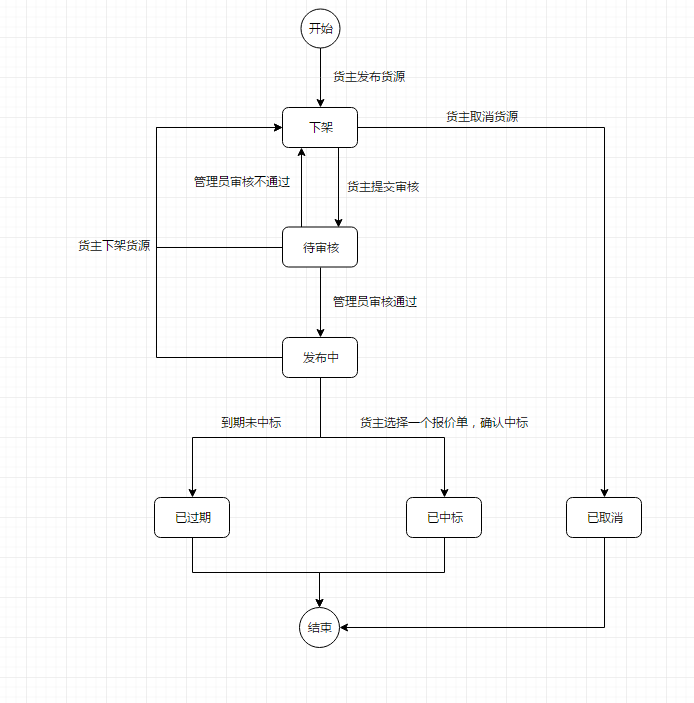 开始
货主发布货源
货主取消货源
下架
管理员审核不通过
货主提交审核
货主下架货源
待审核
管理员审核通过
发布中
到期未中标
货主选择一个报价单，确认中标
已过期
已中标
已取消
结束